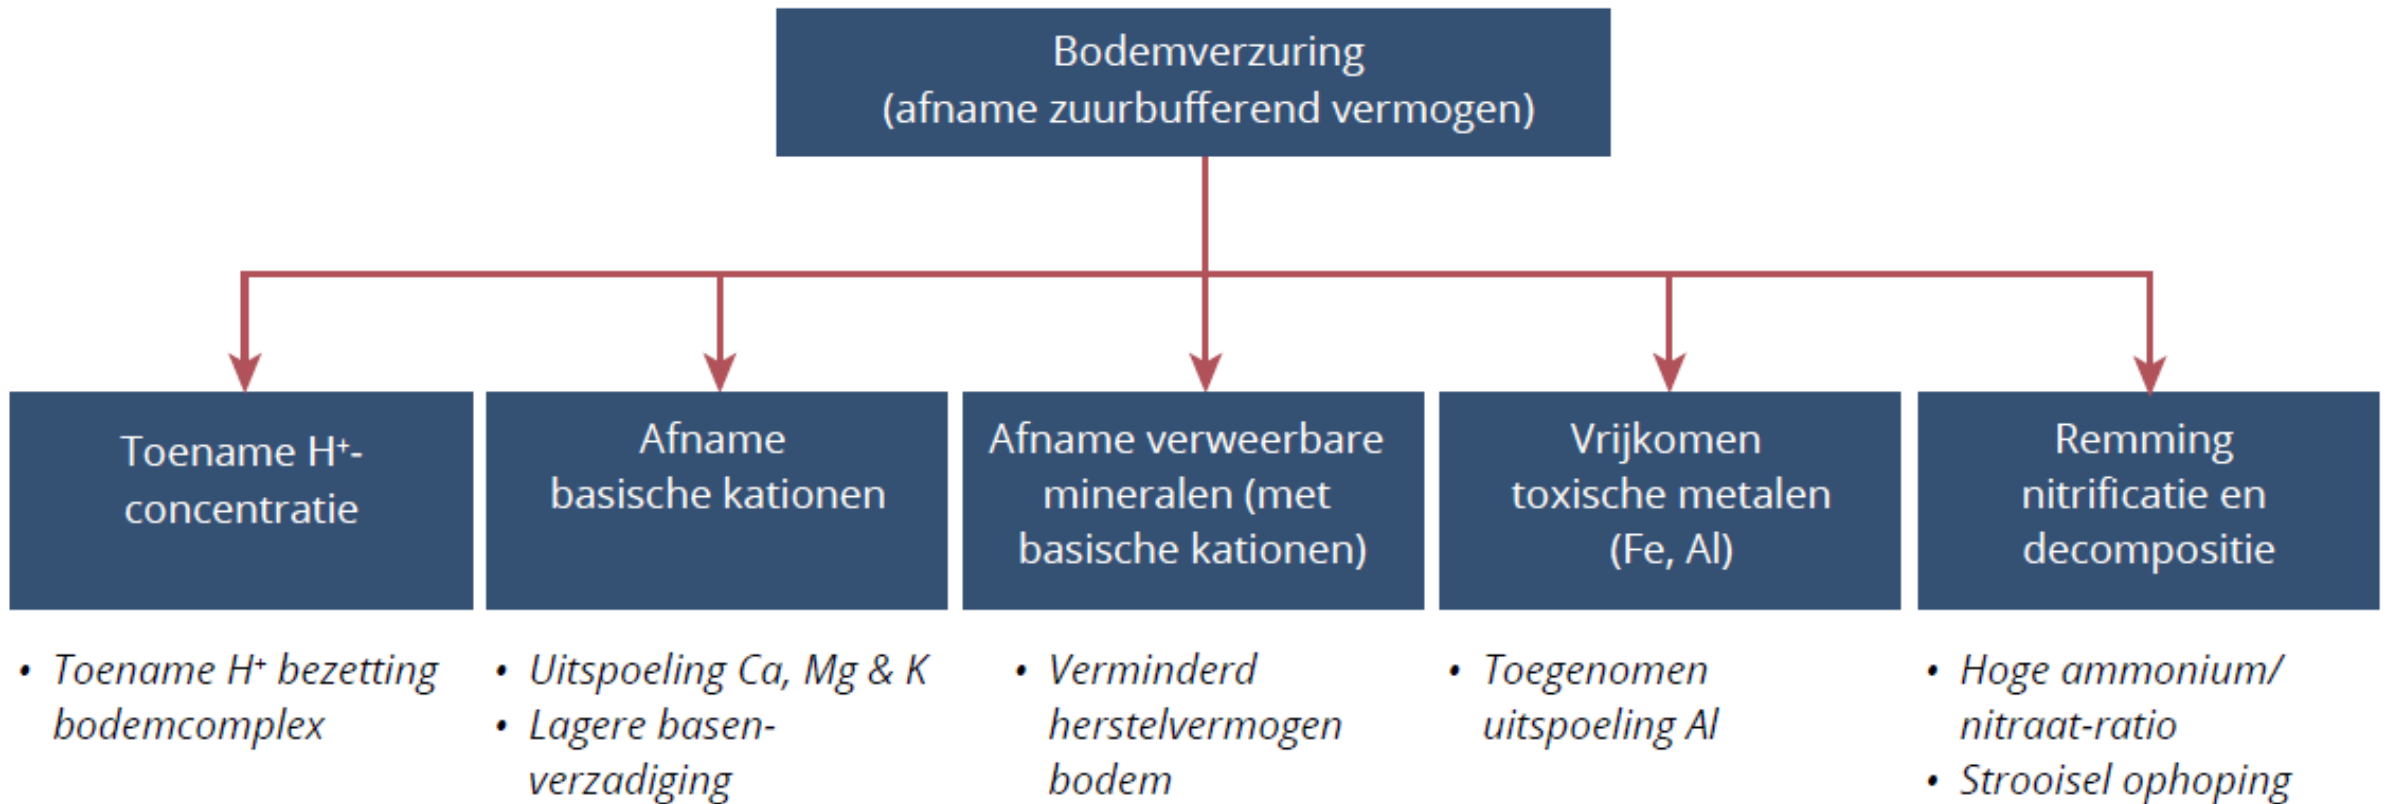 Bodemverzuring
(afname zuurbufferend vermogen)
Toename H⁺-
concentratie
Afname
basische kationen
Afname verweerbare
mineralen (met
basische kationen)
Vrijkomen
toxische metalen
(Fe, Al)
Remming
nitrificatie en
decompositie
• Toename H⁺ bezetting
bodemcomplex
• Uitspoeling Ca, Mg & K
• Lagere basen-
verzadiging
• Verminderd
herstelvermogen
bodem
• Toegenomen
uitspoeling Al
• Hoge ammonium/
nitraat-ratio
• Strooisel ophoping